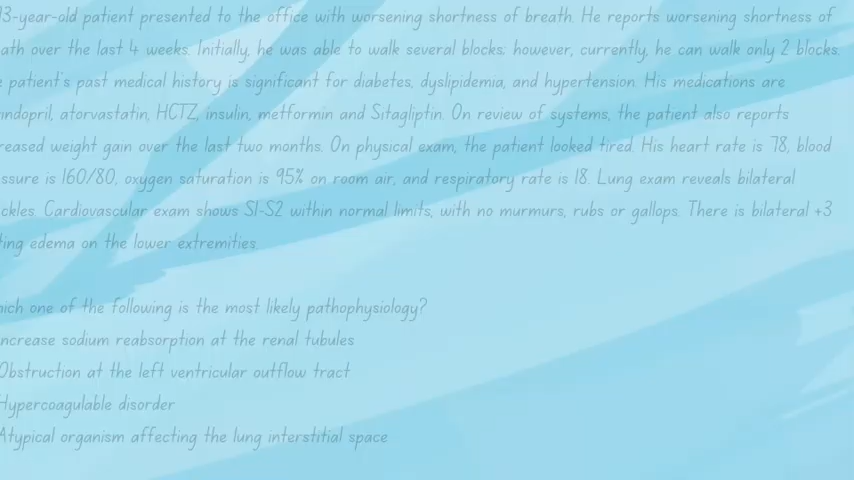 13-year-old patient presented to the office with worsening shortness of breath. He reports worsening shortness of
ath over the last 4 weeks. Initially, he was able to walk several blocks; however, currently, he can walk only 2 blocks.
e patient's past medical history is significant for diabetes, dyslipidemia, and hypertension. His medications are
indopril, atorvastatin, HCTZ, insulin, metformin and Sitagliptin. On review of systems, the patient also reports
reased weight gain over the last two months. On physical exam, the patient looked tired. His heart rate is 78, blood
ssure is 160/80, oxygen saturation is 95% on room air, and respiratory rate is 18. Lung exam reveals bilateral
ckles. Cardiovascular exam shows S1-S2 within normal limits, with no murmurs, rubs or gallops. There is bilateral +3
ting edema on the lower extremities.
hich one of the following is the most likely pathophysiology?
ncrease sodium reabsorption at the renal tubules
Obstruction at the left ventricular outflow tract
Hypercoagulable disorder
Atypical organism affecting the lung interstitial space